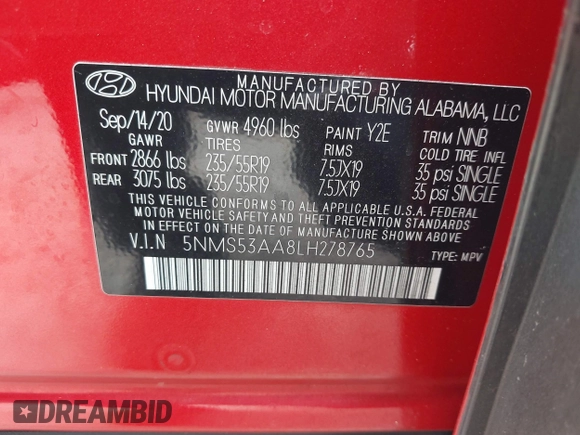 MANUFACTURED BY
HYUNDAI MOTOR MANUFACTURING ALABAMA, LLC
Sep/14/20 GVWR 4960 lbs PAINT Y2E TRIM NNB
GAWR TIRES RIMS COLD TIRE INFL
FRONT 2866 lbs 235/55R19 7.5JX19 35 psi SINGLE
REAR 3075 lbs 235/55R19 7.5JX19 35 psi SINGLE
THIS VEHICLE CONFORMS TO ALL APPLICABLE U.S.A. FEDERAL
MOTOR VEHICLE SAFETY AND THEFT PREVENTION STANDARDS
IN EFFECT ON THE DATE OF MANUFACTURE SHOWN ABOVE.
V.I.N 5NMS53AA8LH278765 TYPE: MPV
DREAMBID